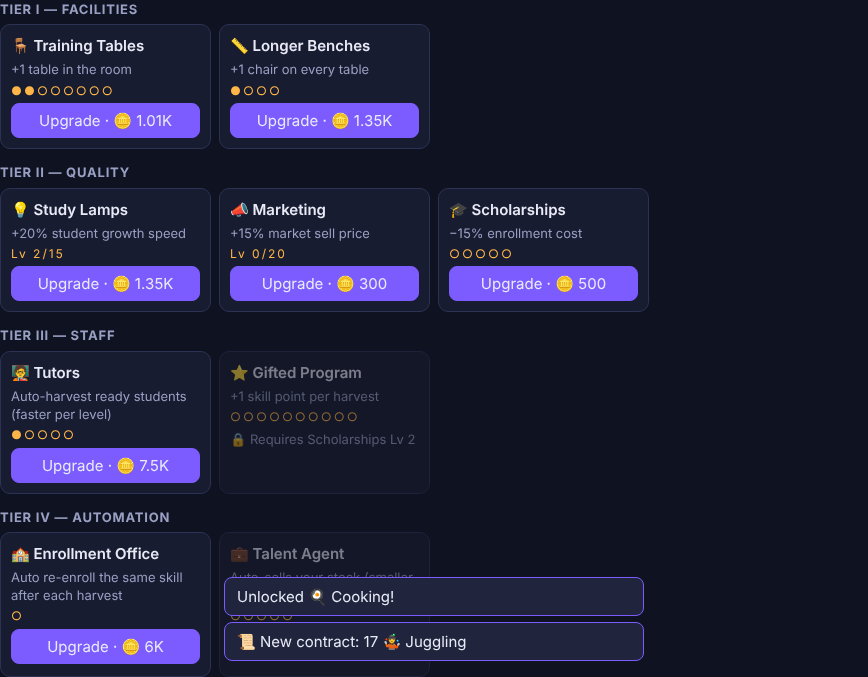 TIER I — FACILITIES
🪑 Training Tables
+1 table in the room
Upgrade · 🪙 1.01K
📏 Longer Benches
+1 chair on every table
Upgrade · 🪙 1.35K
TIER II — QUALITY
💡 Study Lamps
+20% student growth speed
Lv 2/15
Upgrade · 🪙 1.35K
📣 Marketing
+15% market sell price
Lv 0/20
Upgrade · 🪙 300
🎓 Scholarships
−15% enrollment cost
Upgrade · 🪙 500
TIER III — STAFF
🧑‍🏫 Tutors
Auto-harvest ready students
(faster per level)
Upgrade · 🪙 7.5K
⭐ Gifted Program
+1 skill point per harvest
🔒 Requires Scholarships Lv 2
TIER IV — AUTOMATION
🏫 Enrollment Office
Auto re-enroll the same skill
after each harvest
Upgrade · 🪙 6K
💼 Talent Agent
Auto-sells your stock (smaller
Unlocked 🍳 Cooking!
📜 New contract: 17 🤹 Juggling